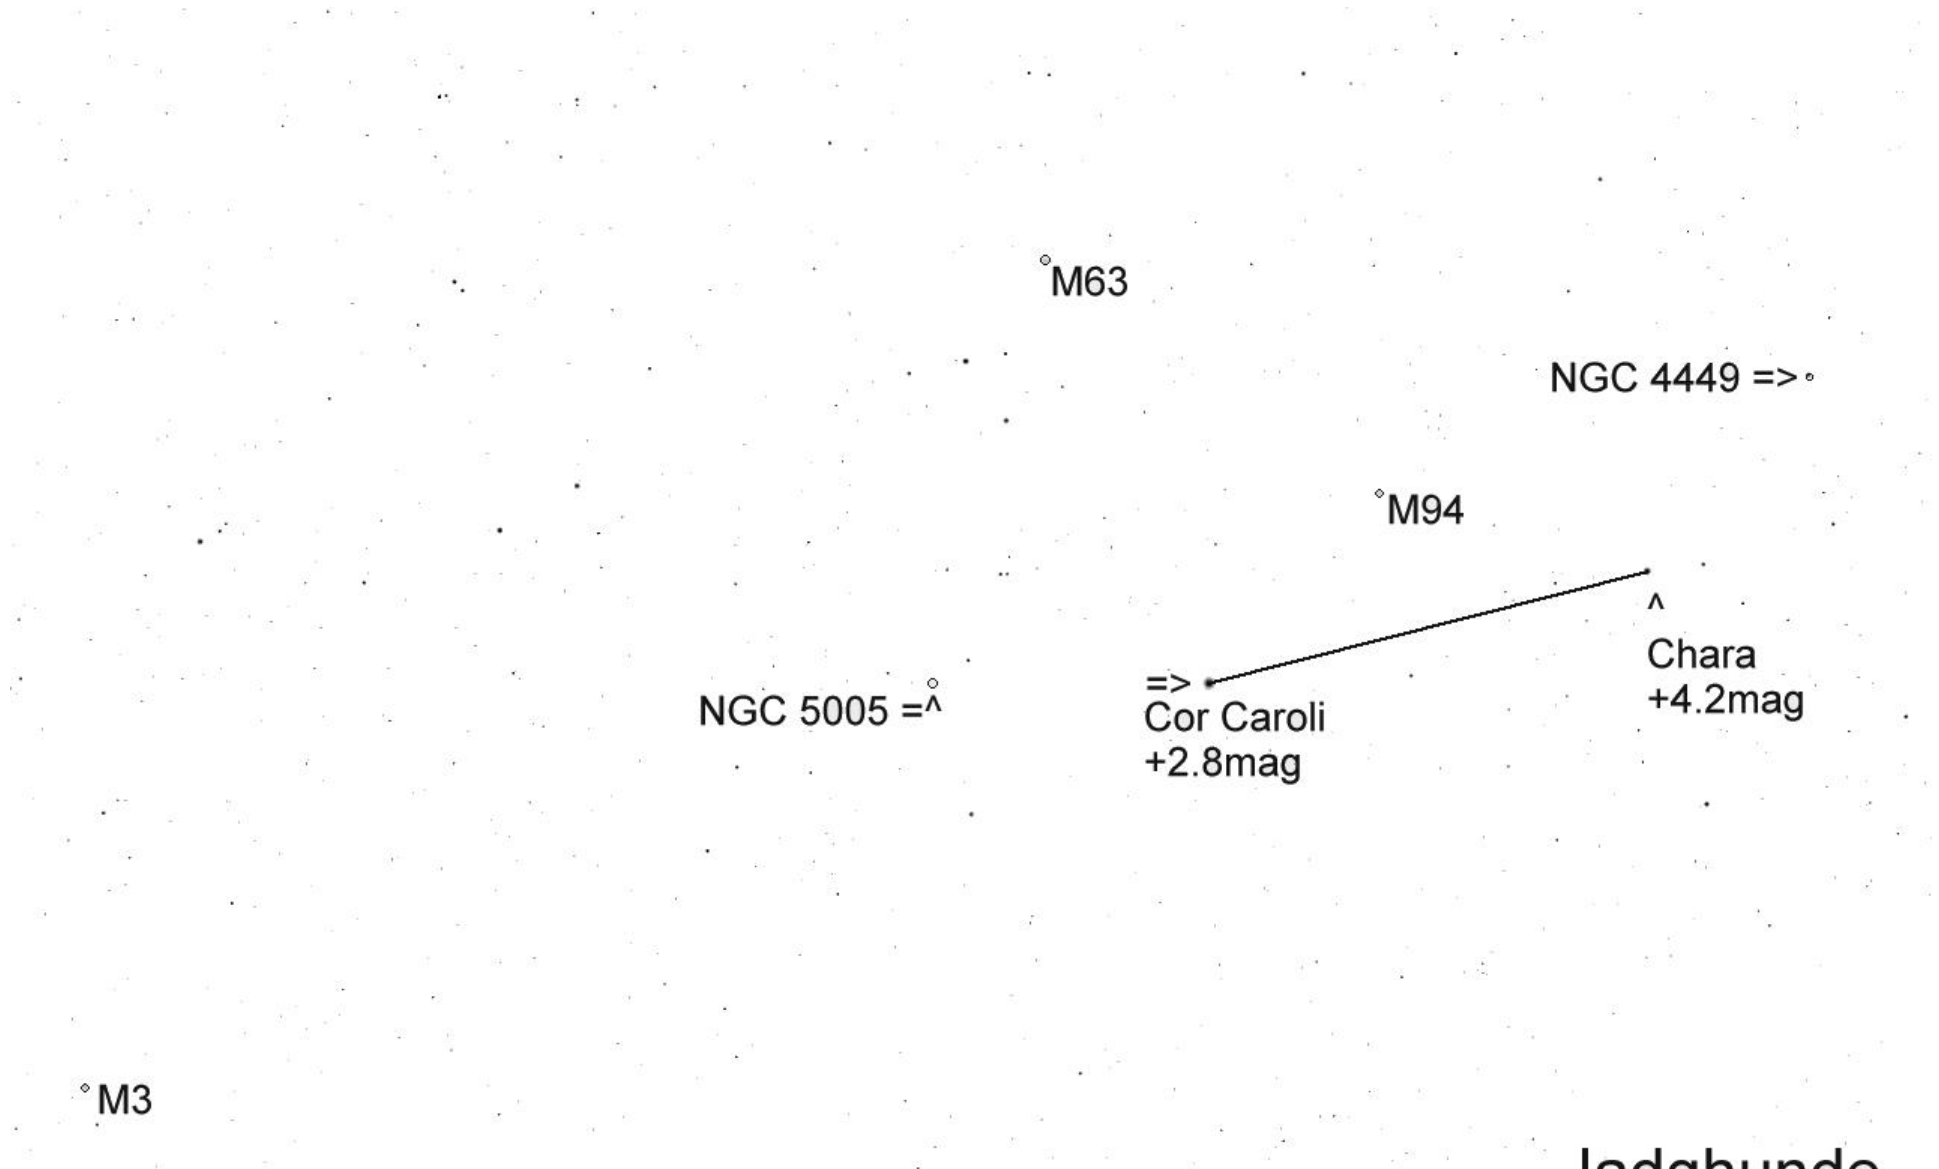 M63
NGC 4449 =>
M94
^
Chara
+4.2mag
NGC 5005 =^
=>
Cor Caroli
+2.8mag
M3